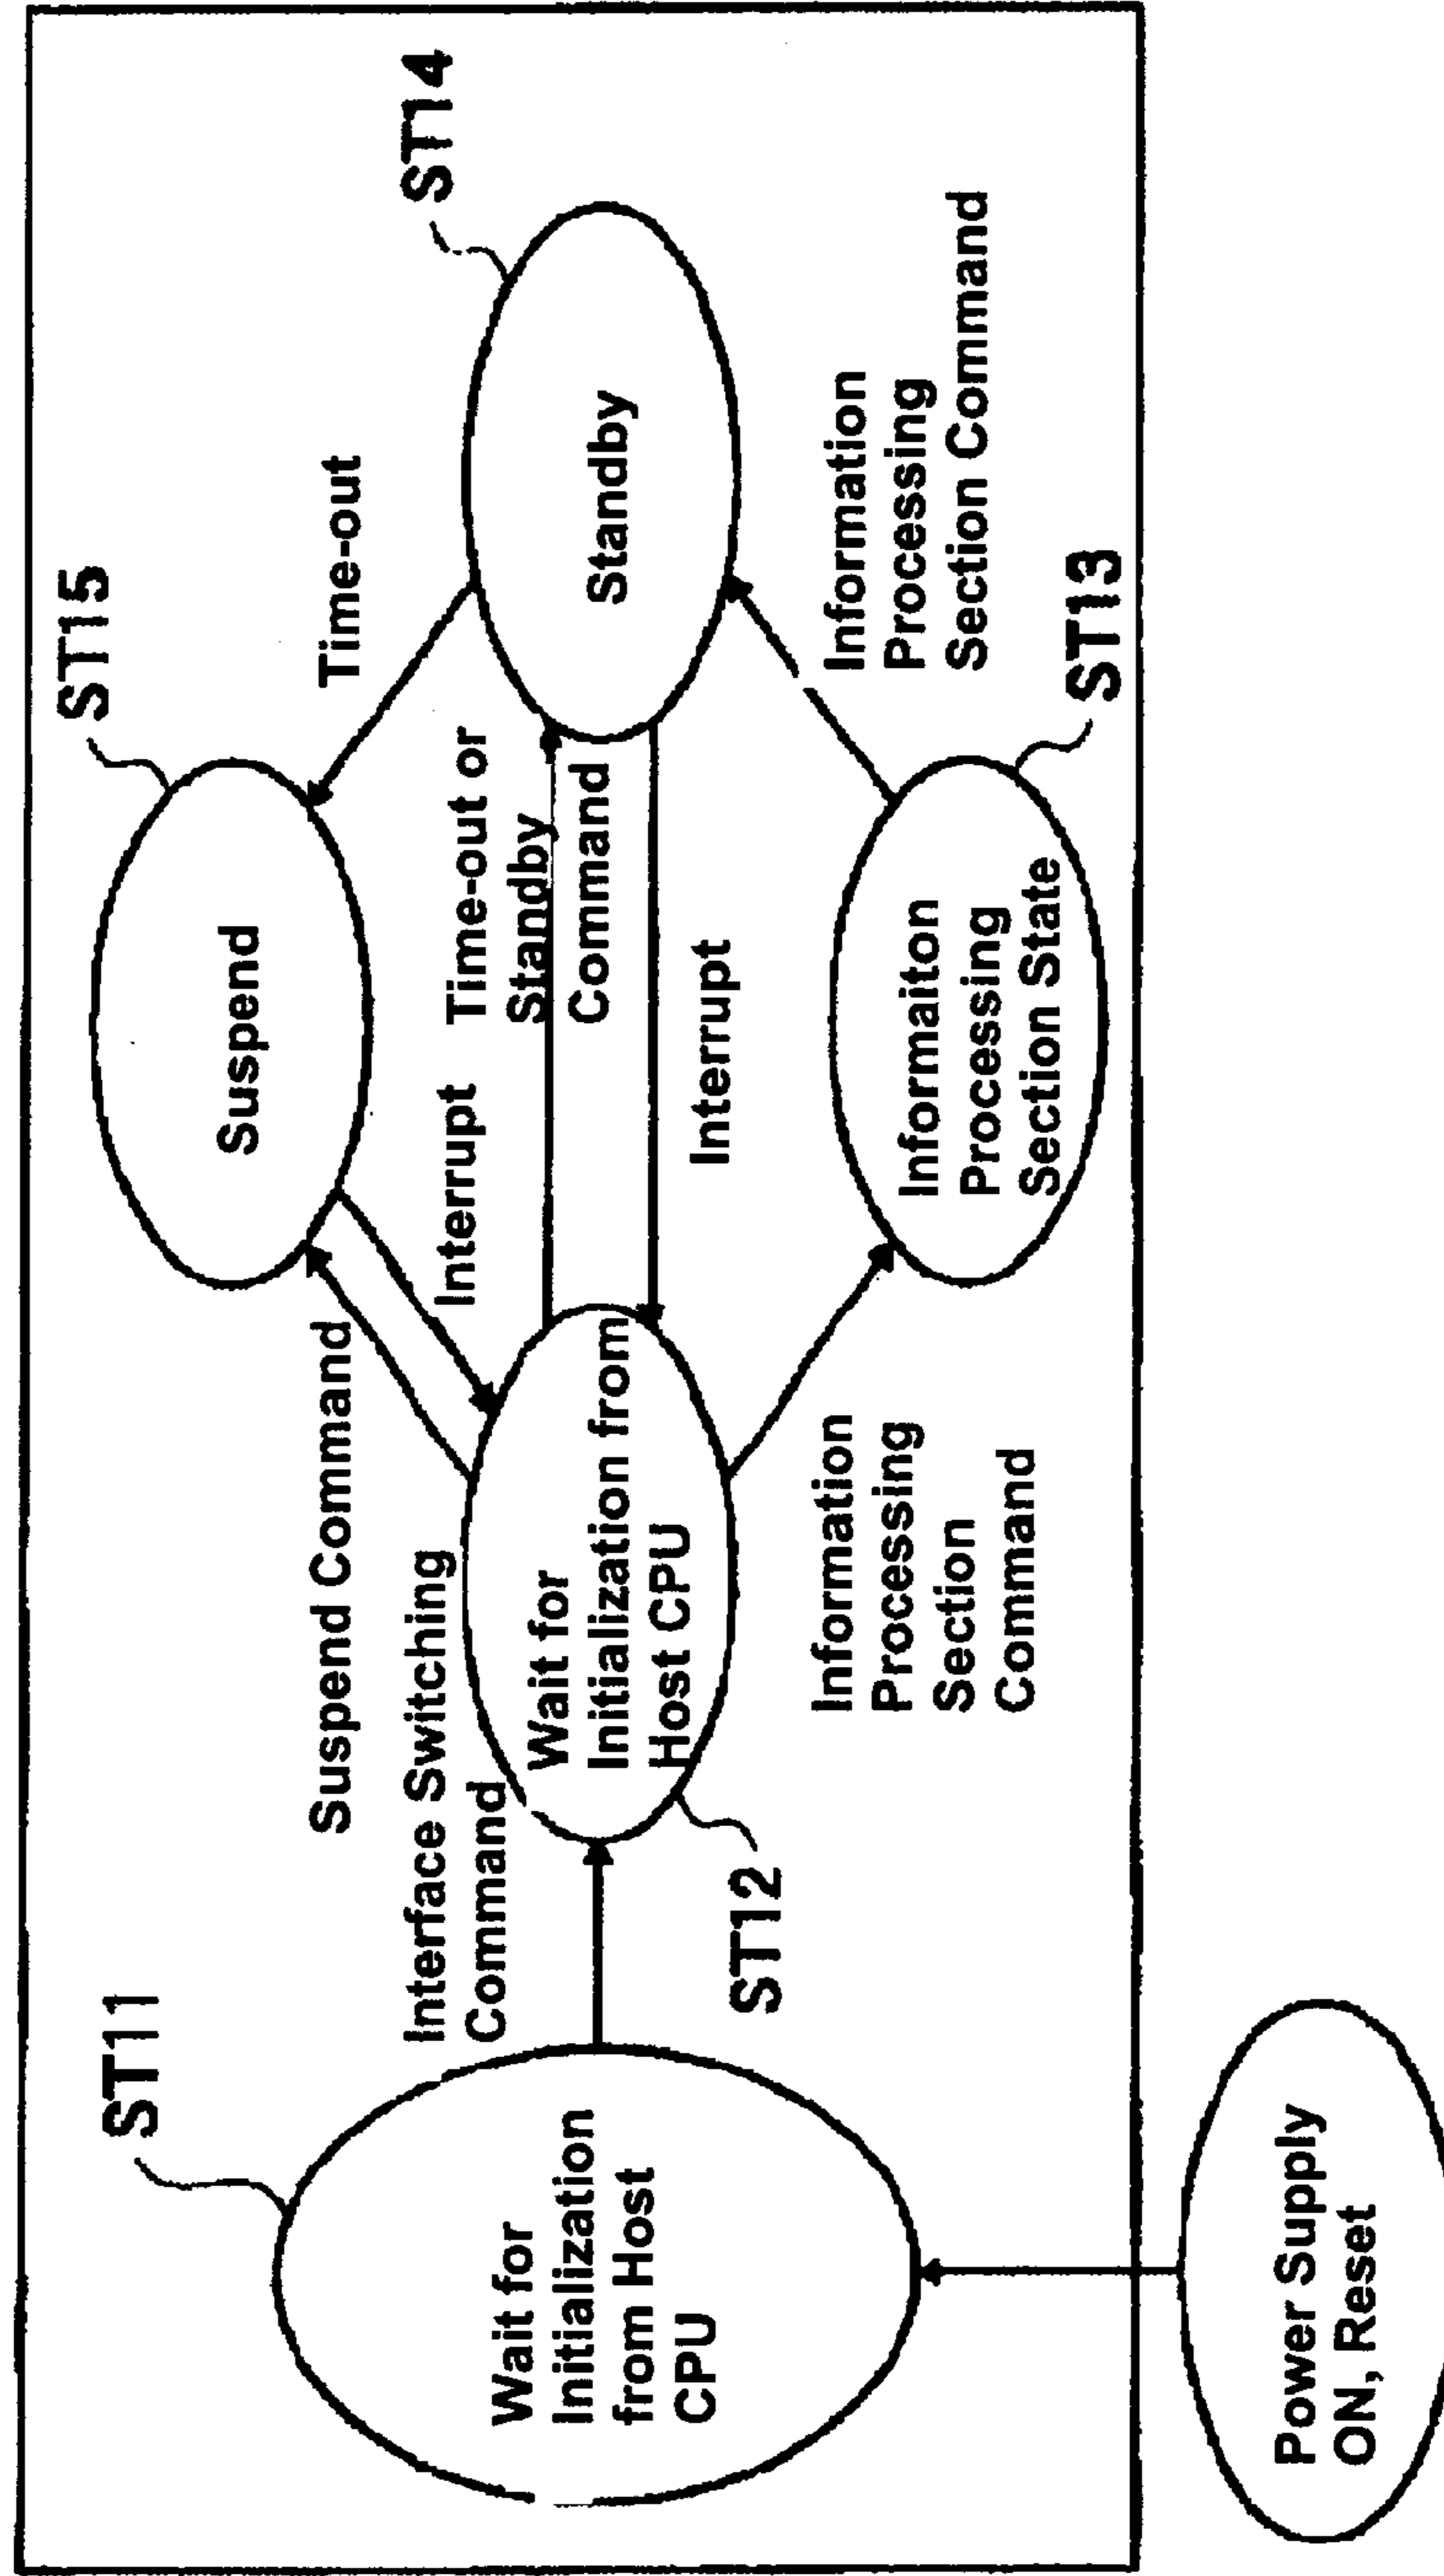 ST11
Wait for
Initialization
from Host
CPU
Power Supply
ON, Reset
Interface Switching
Command
ST12
Wait for
Initialization from
Host CPU
Suspend Command
Interrupt
ST15
Suspend
Time-out
Time-out or
Standby
Command
Interrupt
ST14
Standby
Information
Processing
Section
Command
Informaiton
Processing
Section State
ST13
Information
Processing
Section Command